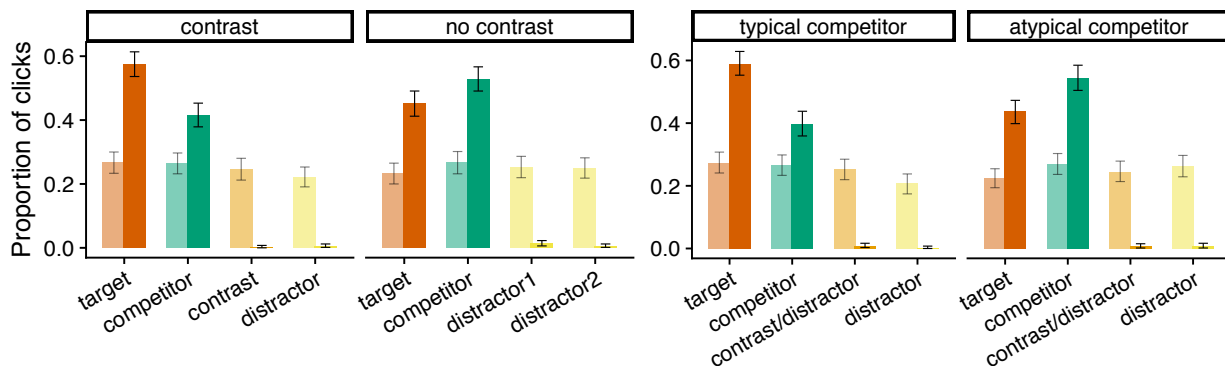 contrast
no contrast
typical competitor
atypical competitor
Proportion of clicks
0.6
0.4
0.2
0.0
target
competitor
contrast
distractor
target
competitor
distractor1
distractor2
0.6
0.4
0.2
0.0
target
competitor
contrast/distractor
distractor
target
competitor
contrast/distractor
distractor